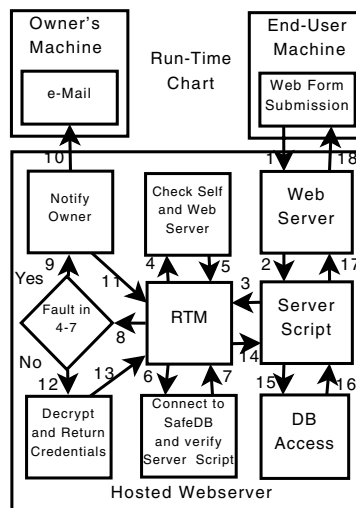 Owner's
Machine
e-Mail
Run-Time
Chart
End-User
Machine
Web Form
Submission
10
1
18
Notify
Owner
Check Self
and Web
Server
Web
Server
9
Yes
11
4
5
2
17
3
Fault in
4-7
8
RTM
14
Server
Script
No
12
13
6
7
15
16
Decrypt
and Return
Credentials
Connect to
SafeDB
and verify
Server Script
DB
Access
Hosted Webserver